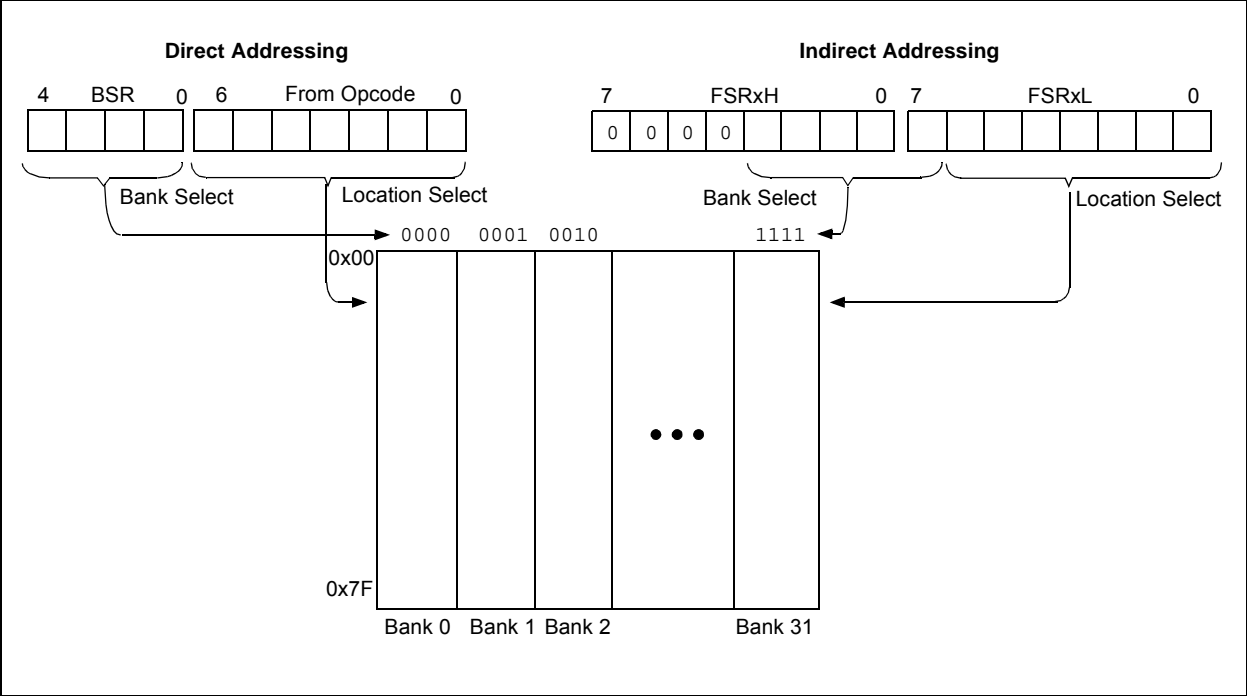 Direct Addressing
Indirect Addressing
4 BSR 0 6 From Opcode 0
7 FSRxH 0 7 FSRxL 0
0 0 0 0
Bank Select
Location Select
Bank Select
Location Select
0000 0001 0010 1111
0x00
0x7F
Bank 0 Bank 1 Bank 2 Bank 31